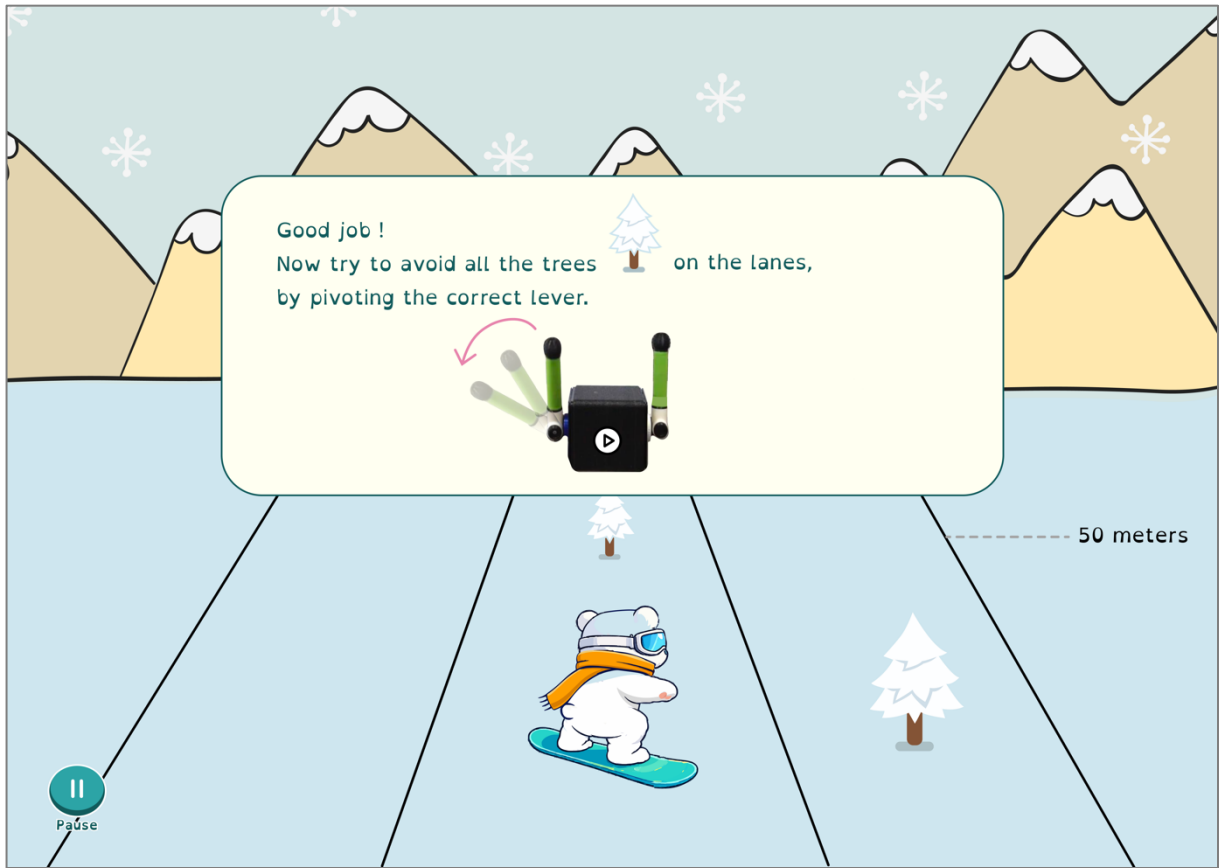 Good job !
Now try to avoid all the trees on the lanes,
by pivoting the correct lever.
50 meters
Pause